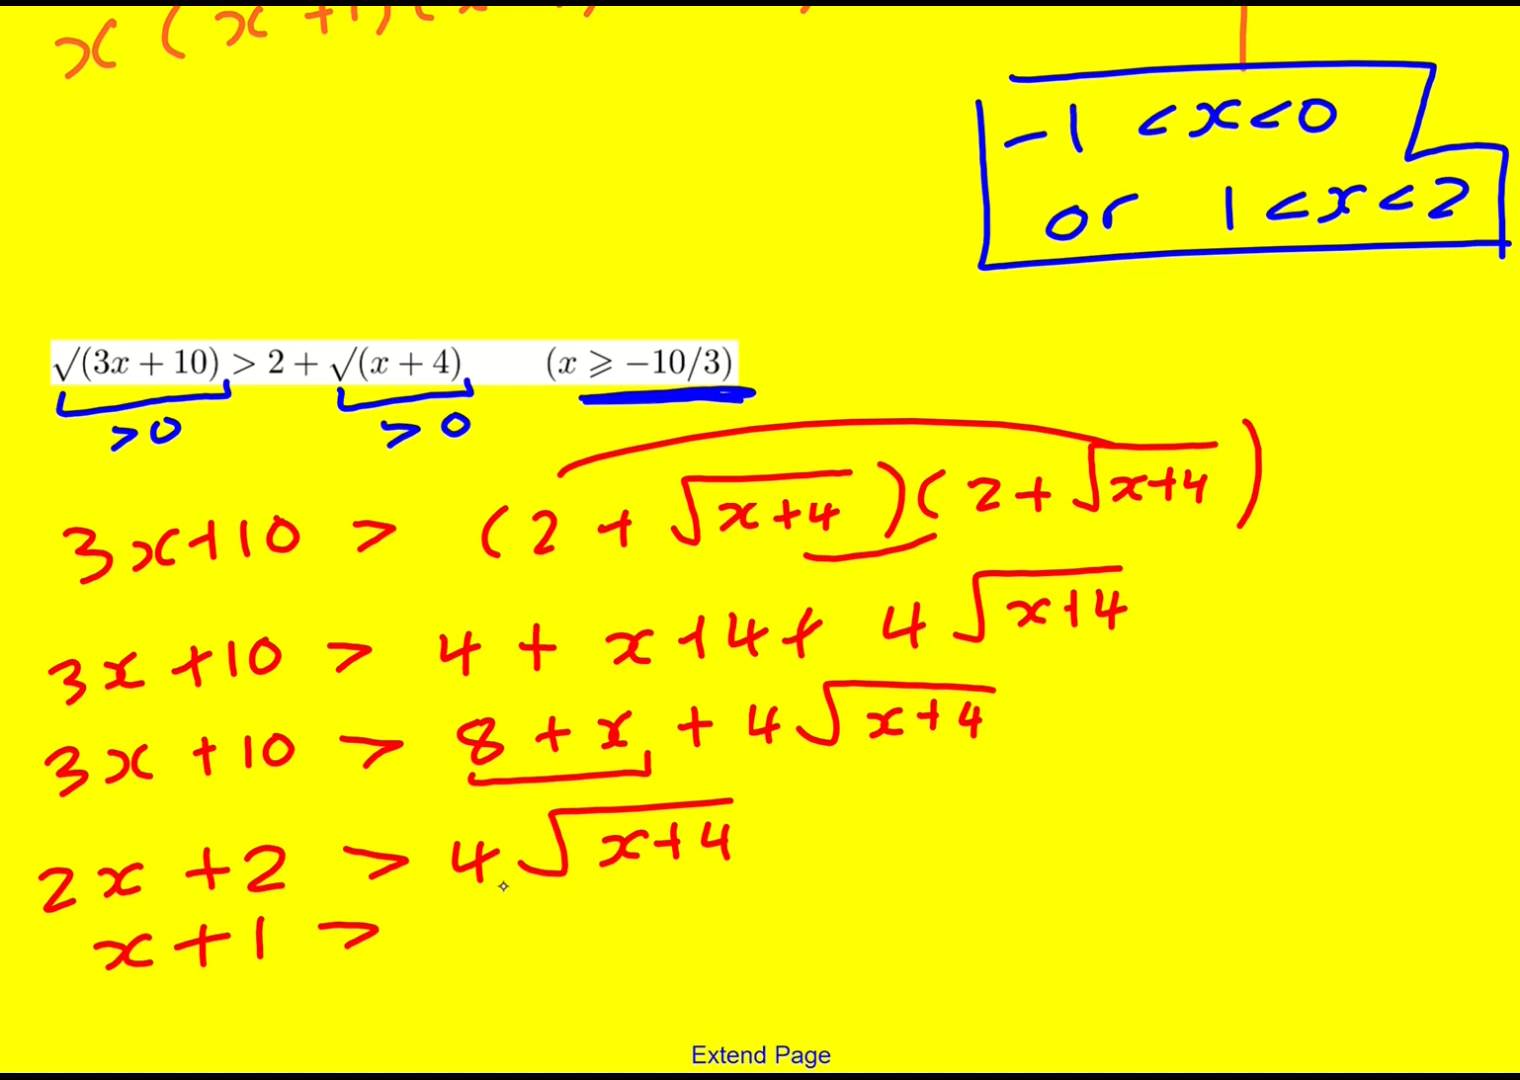 x ( x + 1 ) ( x
-1 < x < 0
or 1 < x < 2
√(3x + 10) > 2 + √(x + 4) (x ⩾ −10/3)
>0 >0
3x+10 > (2 + √x+4)(2+√x+4)
3x+10 > 4 + x+4+ 4√x+4
3x+10 > 8 + x + 4√x+4
2x+2 > 4√x+4
x+1 >
Extend Page